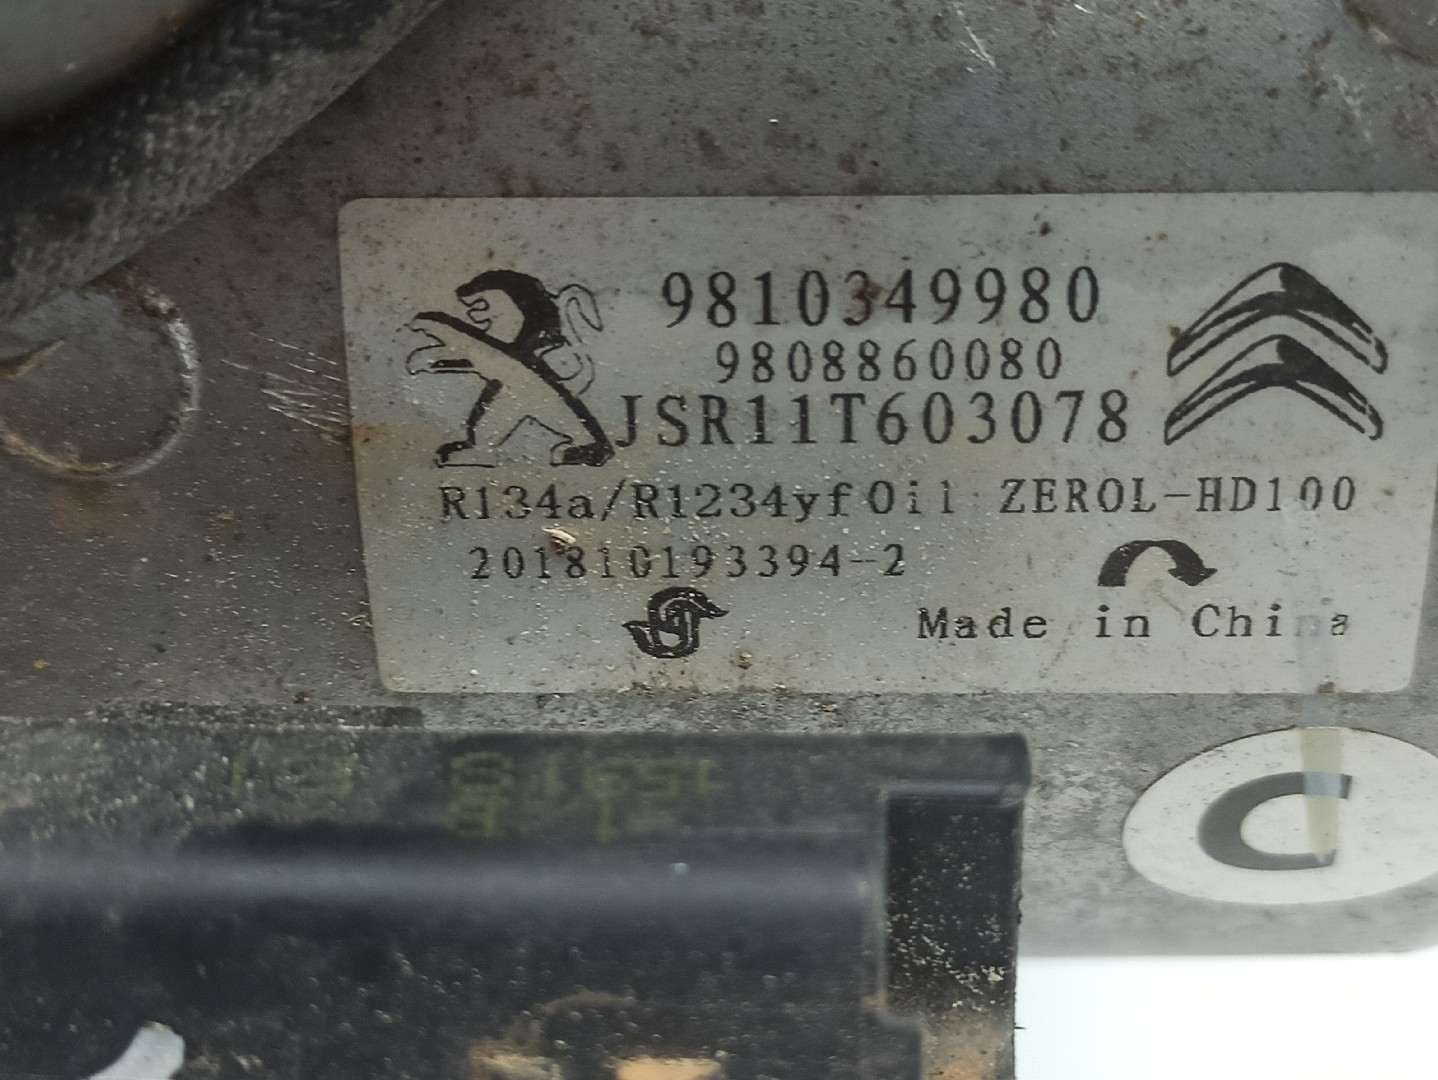 9810349980
9808860080
JSR11T603078
R134a/R1234yf Oil: ZEROL-HD100
201810193394-2
Made in China
C